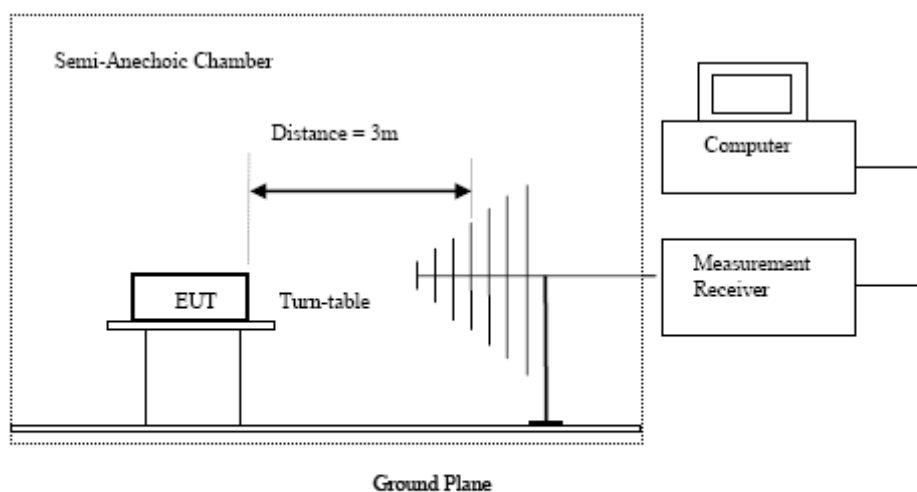 Semi-Anechoic Chamber
Distance = 3m
Computer
Measurement
Receiver
EUT
Turn-table
Ground Plane